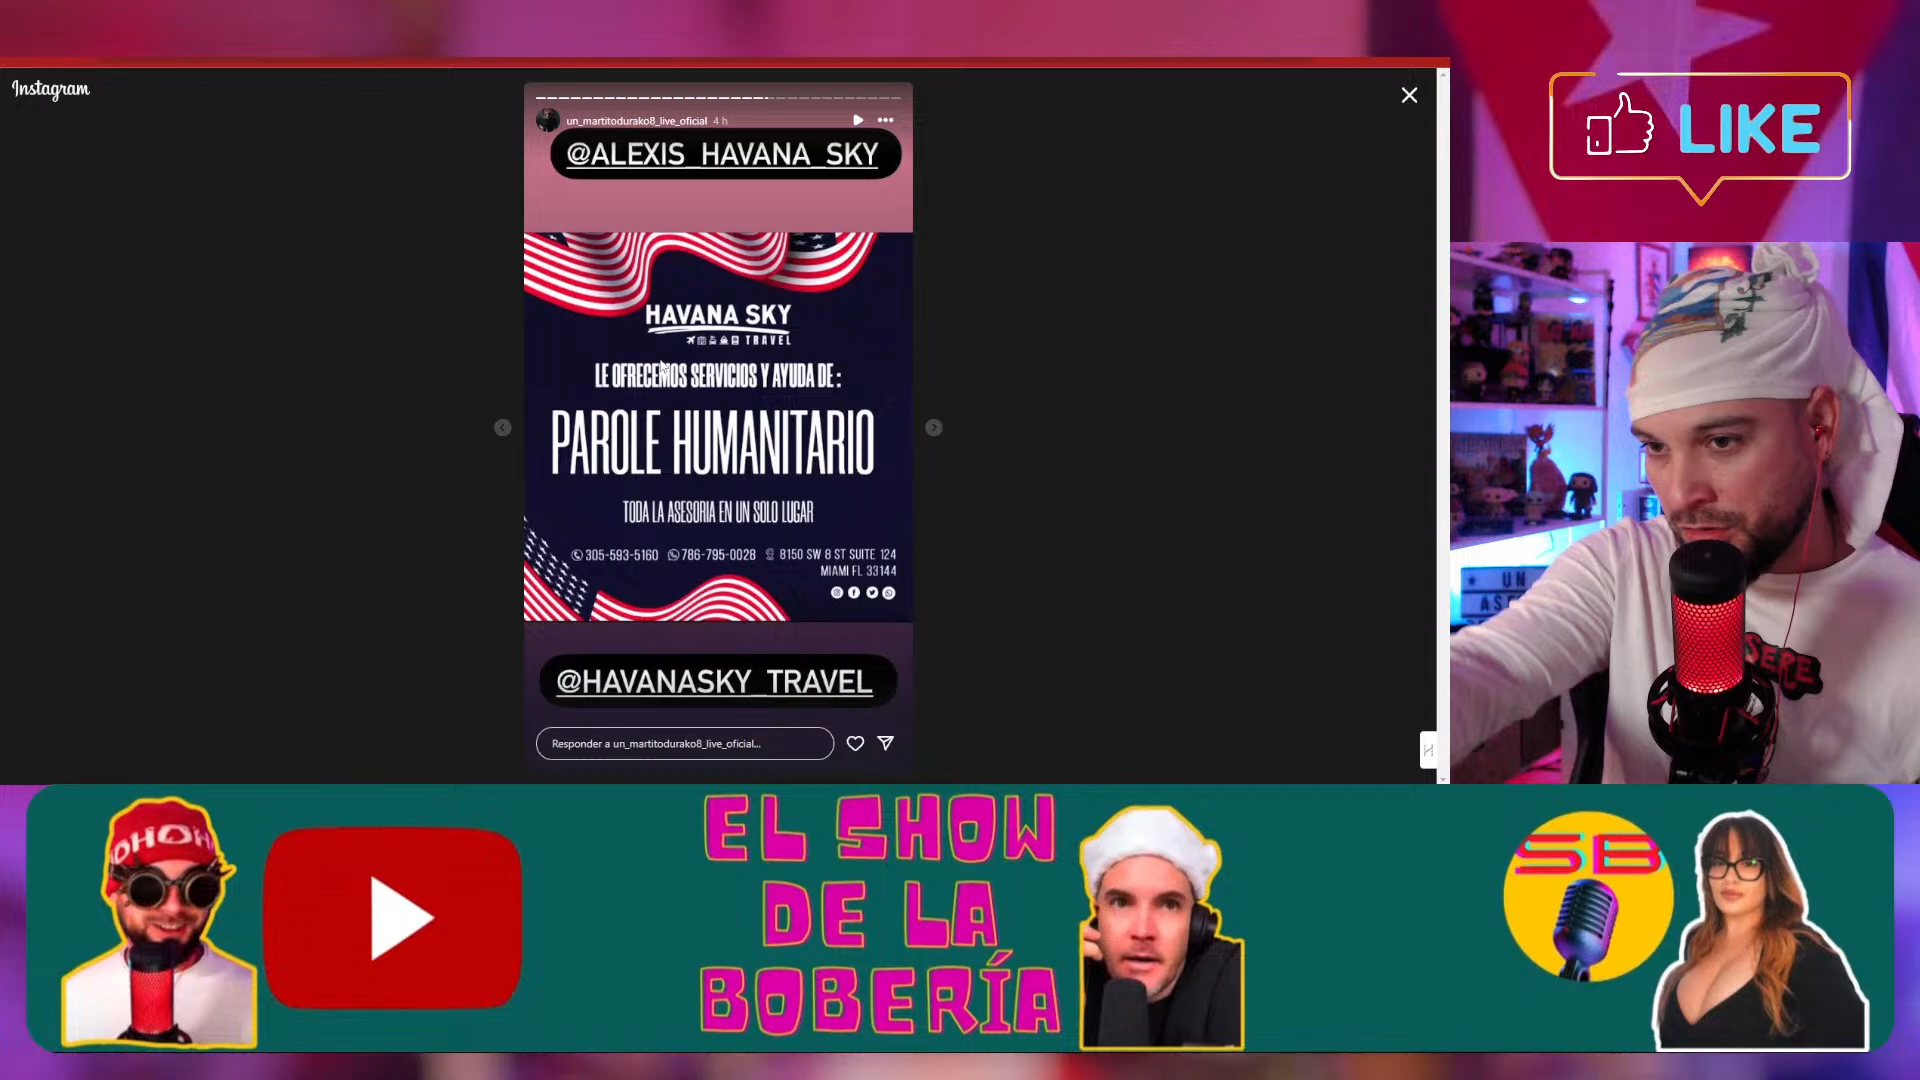 Instagram
un_martitodurako8_live_oficial 4 h
@ALEXIS_HAVANA_SKY
LIKE
HAVANA SKY
TRAVEL
LE OFRECEMOS SERVICIOS Y AYUDA DE :
PAROLE HUMANITARIO
TODA LA ASESORIA EN UN SOLO LUGAR
305-593-5160 786-795-0028 8150 SW 8 ST SUITE 124
MIAMI FL 33144
@HAVANASKY_TRAVEL
Responder a un_martitodurako8_live_oficial...
UN
SERE
EL SHOW
DE LA
BOBERÍA
SB